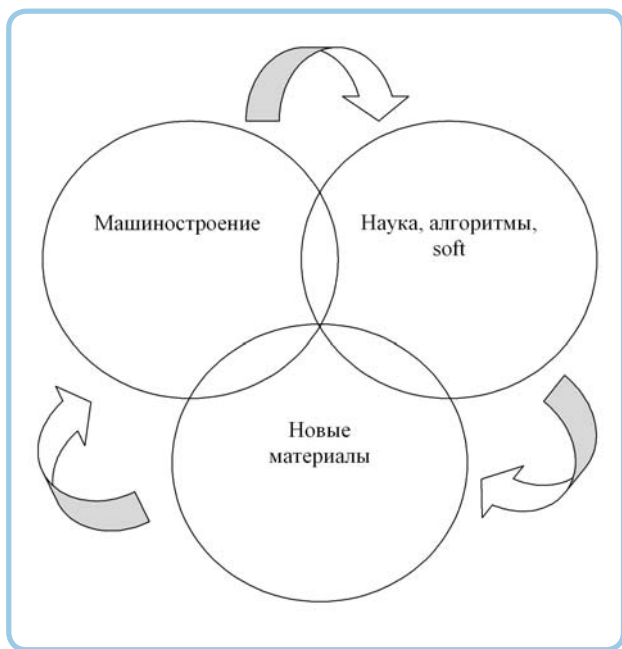 Машиностроение
Наука, алгоритмы,
soft
Новые
материалы